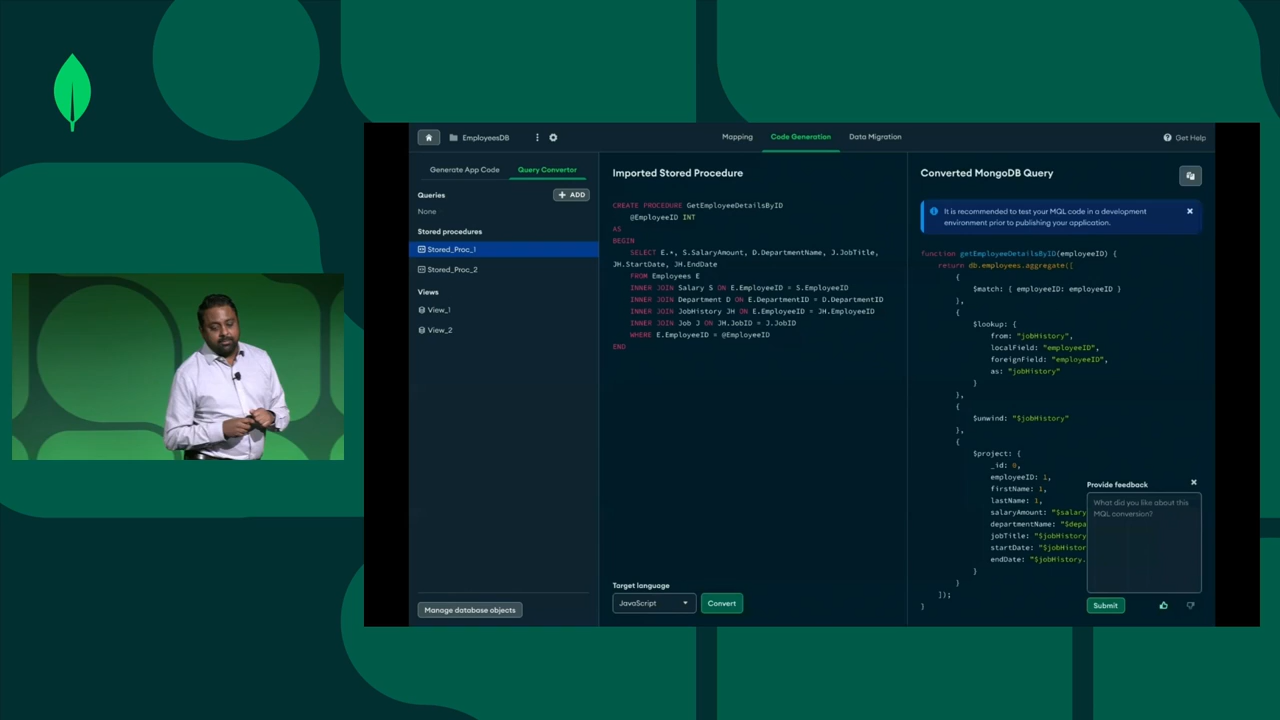 EmployeesDB
Mapping
Code Generation
Data Migration
Get Help
Generate App Code
Query Convertor
Queries
+ ADD
None
Stored procedures
Stored_Proc_1
Stored_Proc_2
Views
View_1
View_2
Manage database objects
Imported Stored Procedure
CREATE PROCEDURE GetEmployeeDetailsByID
@EmployeeID INT
AS
BEGIN
SELECT E.*, S.SalaryAmount, D.DepartmentName, J.JobTitle,
JH.StartDate, JH.EndDate
FROM Employees E
INNER JOIN Salary S ON E.EmployeeID = S.EmployeeID
INNER JOIN Department D ON E.DepartmentID = D.DepartmentID
INNER JOIN JobHistory JH ON E.EmployeeID = JH.EmployeeID
INNER JOIN Job J ON JH.JobID = J.JobID
WHERE E.EmployeeID = @EmployeeID
END
Target language
JavaScript
Convert
Converted MongoDB Query
It is recommended to test your MQL code in a development
environment prior to publishing your application.
function getEmployeeDetailsByID(employeeID) {
return db.employees.aggregate([
{
$match: { employeeID: employeeID }
},
{
$lookup: {
from: "jobHistory",
localField: "employeeID",
foreignField: "employeeID",
as: "jobHistory"
}
},
{
$unwind: "$jobHistory"
},
{
$project: {
_id: 0,
employeeID: 1,
firstName: 1,
lastName: 1,
salaryAmount: "$salary
departmentName: "$depa
jobTitle: "$jobHistory
startDate: "$jobHistor
endDate: "$jobHistory.
}
}
]);
}
Provide feedback
What did you like about this
MQL conversion?
Submit